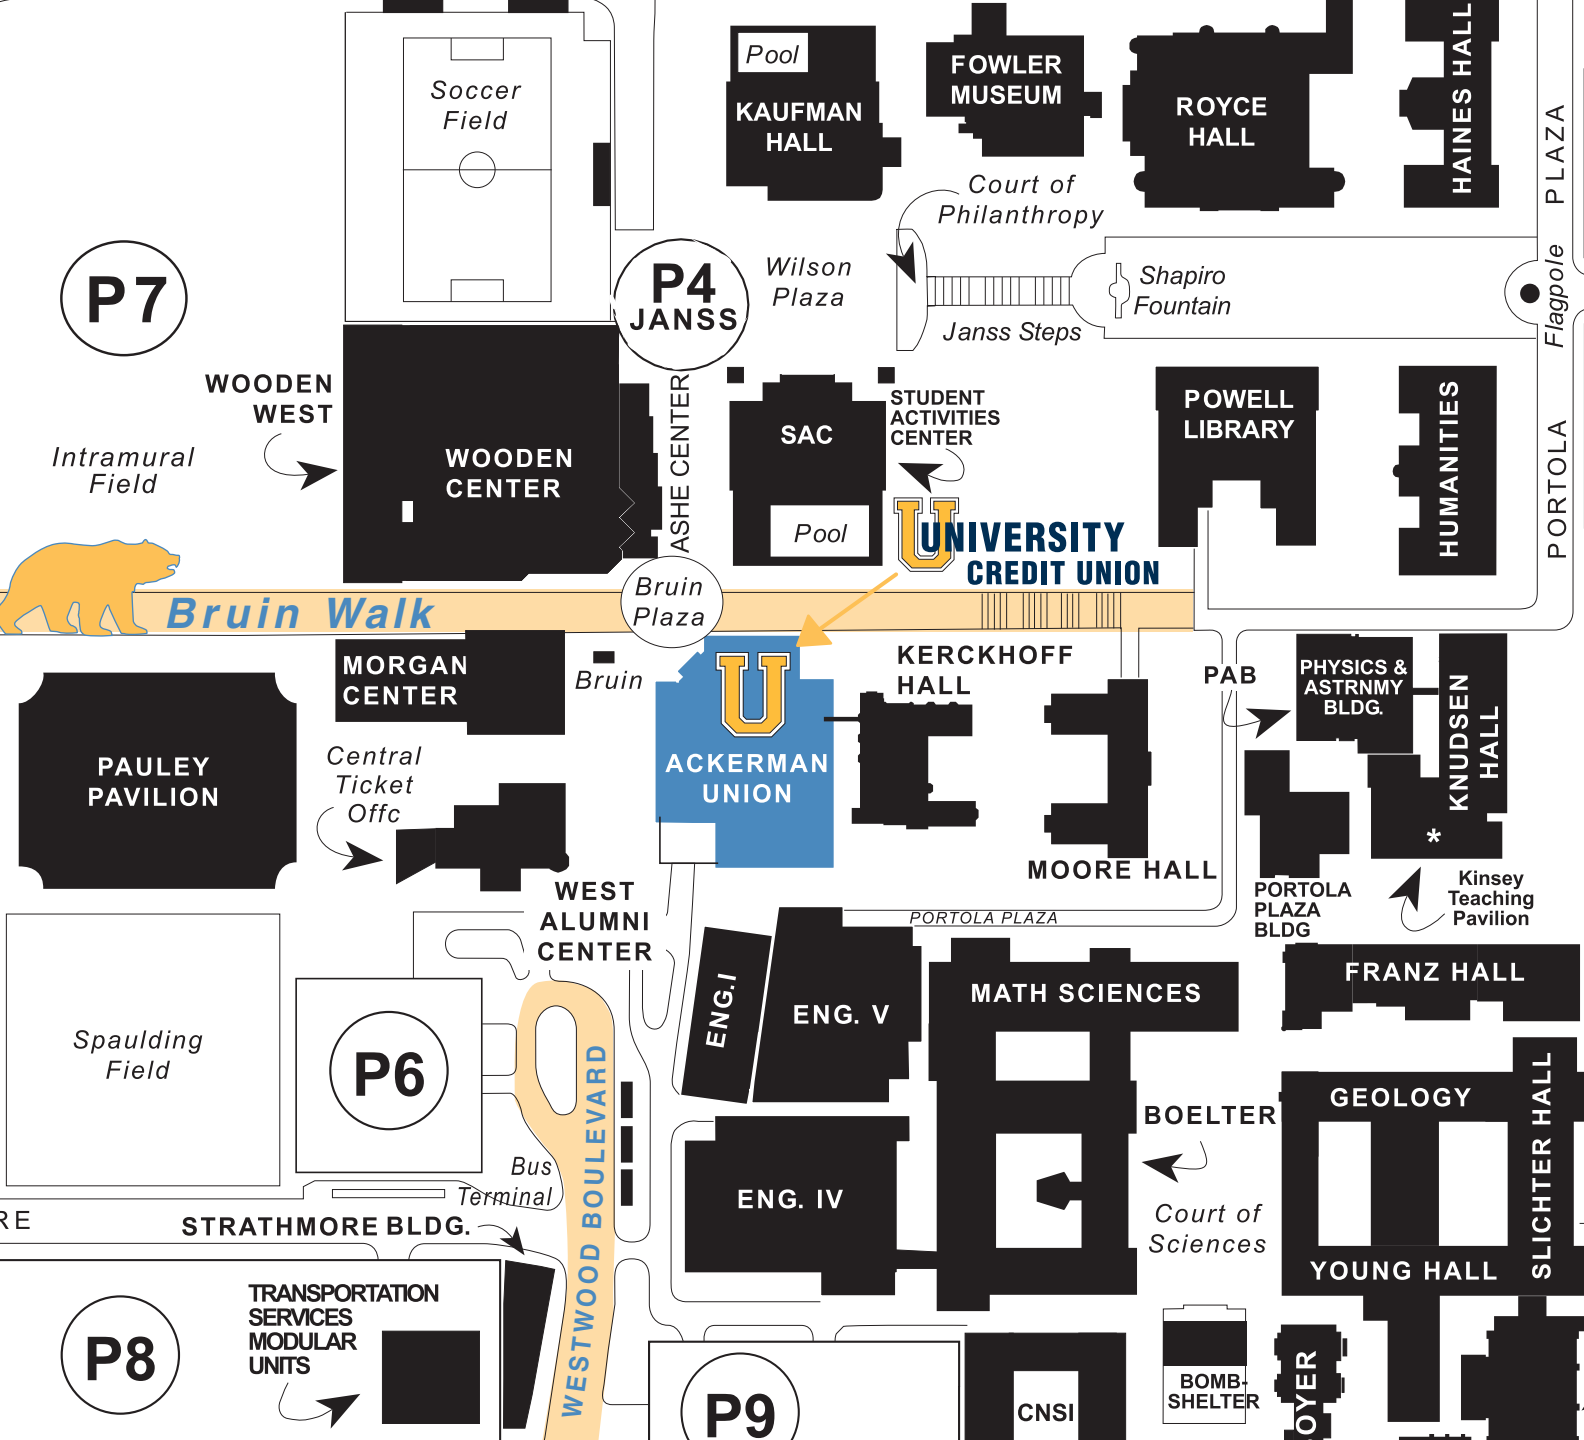 Soccer
Field
Pool
KAUFMAN
HALL
FOWLER
MUSEUM
ROYCE
HALL
HAINES HALL
PLAZA
Court of
Philanthropy
P7
P4
JANSS
Wilson
Plaza
Shapiro
Fountain
Janss Steps
Flagpole
WOODEN
WEST
Intramural
Field
WOODEN
CENTER
ASHE CENTER
SAC
Pool
STUDENT
ACTIVITIES
CENTER
POWELL
LIBRARY
HUMANITIES
PORTOLA
U
UNIVERSITY
CREDIT UNION
Bruin Walk
Bruin
Plaza
MORGAN
CENTER
Bruin
U
ACKERMAN
UNION
KERCKHOFF
HALL
MOORE HALL
PAB
PHYSICS &
ASTRNMY
BLDG.
KNUDSEN
HALL
*
PAULEY
PAVILION
Central
Ticket
Offc
WEST
ALUMNI
CENTER
PORTOLA PLAZA
PORTOLA
PLAZA
BLDG
Kinsey
Teaching
Pavilion
Spaulding
Field
P6
ENG.I
ENG. V
MATH SCIENCES
FRANZ HALL
WESTWOOD BOULEVARD
Bus
Terminal
ENG. IV
BOELTER
Court of
Sciences
GEOLOGY
SLICHTER HALL
YOUNG HALL
RE
STRATHMORE BLDG.
TRANSPORTATION
SERVICES
MODULAR
UNITS
P8
P9
CNSI
BOMB-
SHELTER
OYER